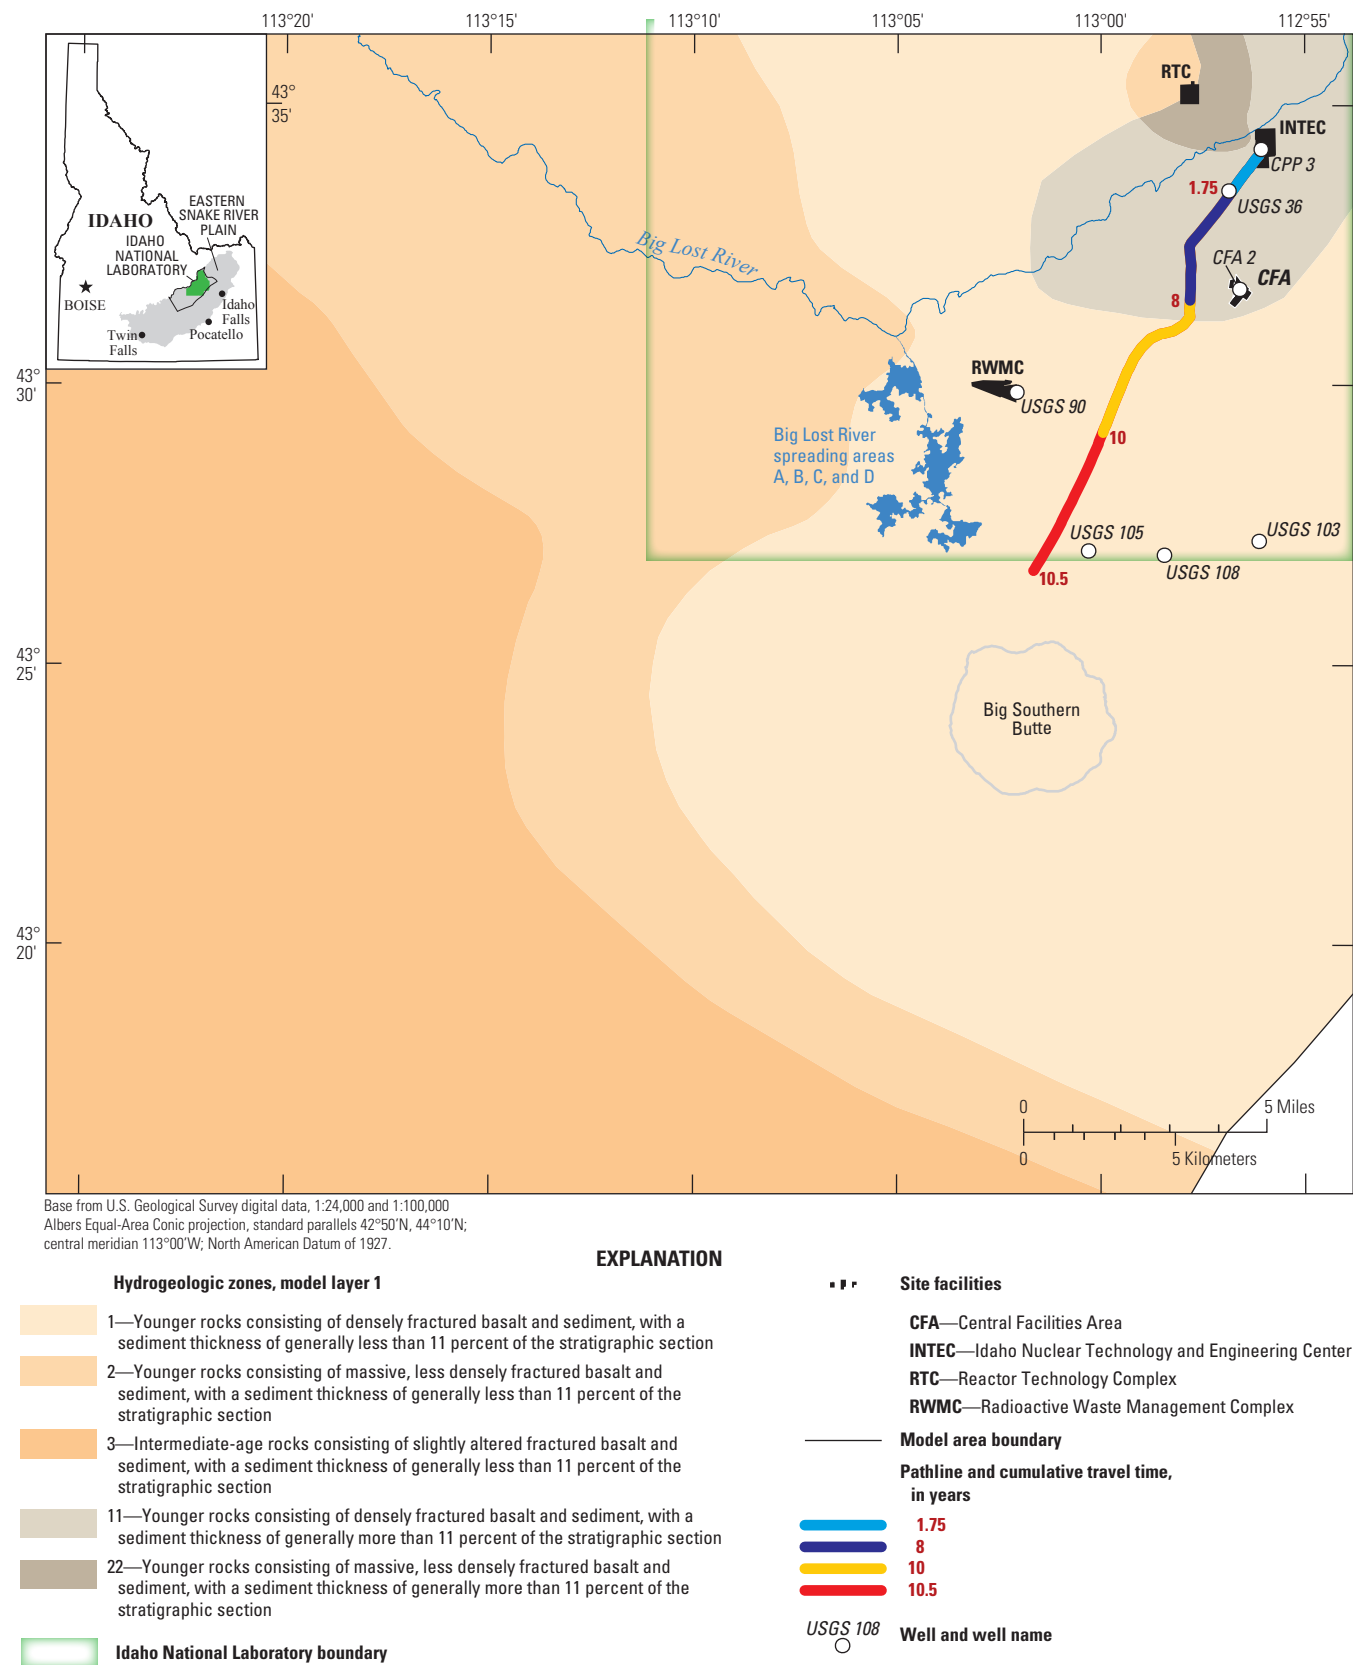 113°20'
113°15'
113°10'
113°05'
113°00'
112°55'
43°
35'
43°
30'
43°
25'
43°
20'
IDAHO
EASTERN
SNAKE RIVER
PLAIN
IDAHO
NATIONAL
LABORATORY
BOISE
Idaho
Falls
Pocatello
Twin
Falls
RTC
INTEC
CPP 3
1.75
USGS 36
CFA 2
CFA
8
Big Lost River
RWMC
USGS 90
10
Big Lost River
spreading areas
A, B, C, and D
USGS 105
USGS 103
USGS 108
10.5
Big Southern
Butte
0
5 Miles
0
5 Kilometers
Base from U.S. Geological Survey digital data, 1:24,000 and 1:100,000
Albers Equal-Area Conic projection, standard parallels 42°50'N, 44°10'N;
central meridian 113°00'W; North American Datum of 1927.
EXPLANATION
Hydrogeologic zones, model layer 1
1—Younger rocks consisting of densely fractured basalt and sediment, with a
sediment thickness of generally less than 11 percent of the stratigraphic section
2—Younger rocks consisting of massive, less densely fractured basalt and
sediment, with a sediment thickness of generally less than 11 percent of the
stratigraphic section
3—Intermediate-age rocks consisting of slightly altered fractured basalt and
sediment, with a sediment thickness of generally less than 11 percent of the
stratigraphic section
11—Younger rocks consisting of densely fractured basalt and sediment, with a
sediment thickness of generally more than 11 percent of the stratigraphic section
22—Younger rocks consisting of massive, less densely fractured basalt and
sediment, with a sediment thickness of generally more than 11 percent of the
stratigraphic section
Idaho National Laboratory boundary
Site facilities
CFA—Central Facilities Area
INTEC—Idaho Nuclear Technology and Engineering Center
RTC—Reactor Technology Complex
RWMC—Radioactive Waste Management Complex
Model area boundary
Pathline and cumulative travel time,
in years
1.75
8
10
10.5
USGS 108
Well and well name